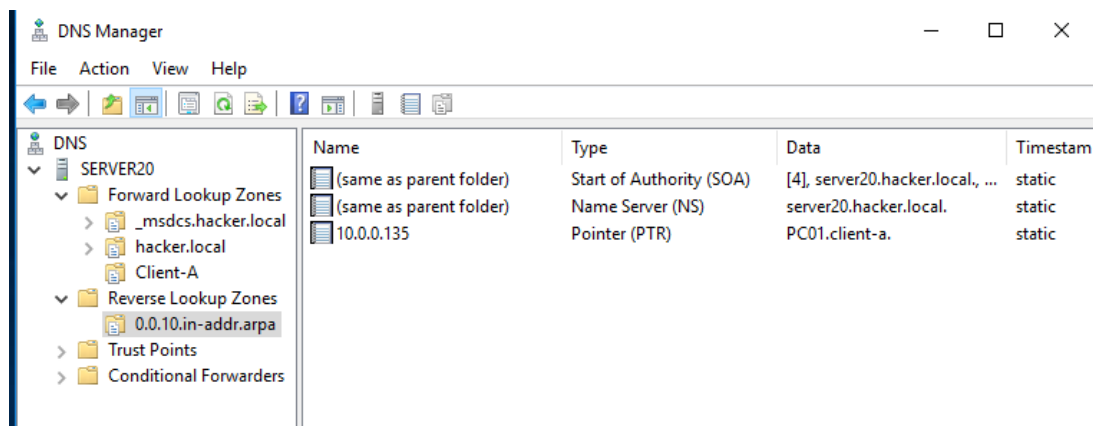 DNS Manager
File Action View Help
DNS
SERVER20
Forward Lookup Zones
_msdcs.hacker.local
hacker.local
Client-A
Reverse Lookup Zones
0.0.10.in-addr.arpa
Trust Points
Conditional Forwarders
Name Type Data Timestam
(same as parent folder) Start of Authority (SOA) [4], server20.hacker.local., ... static
(same as parent folder) Name Server (NS) server20.hacker.local. static
10.0.0.135 Pointer (PTR) PC01.client-a. static